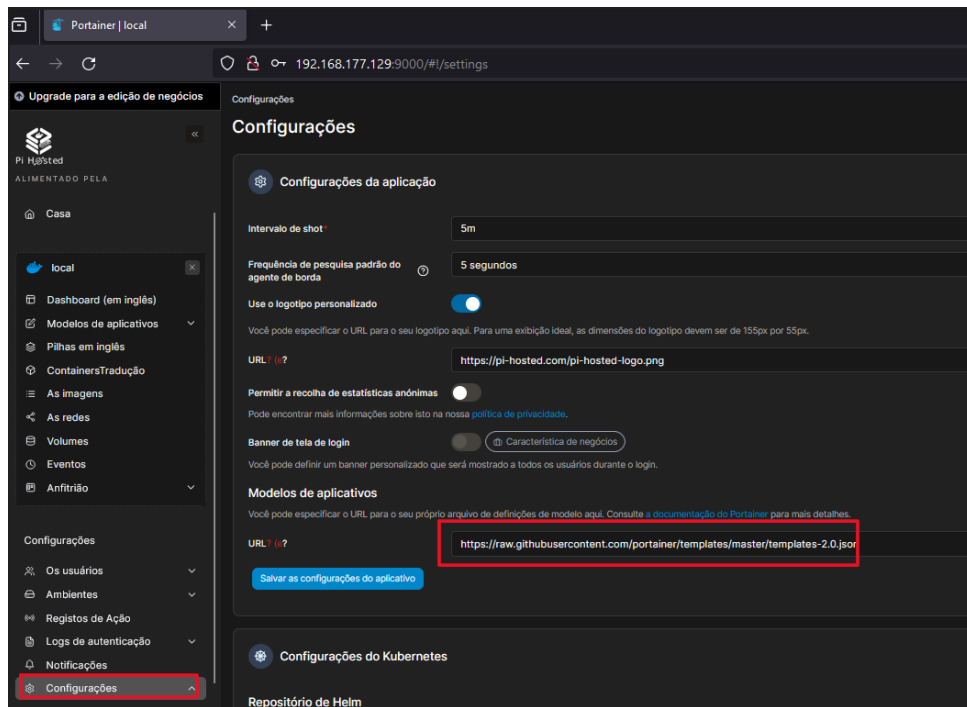 Portainer | local
192.168.177.129:9000/#!/settings
Upgrade para a edição de negócios
Pi Hosted
ALIMENTADO PELA
Casa
local
Dashboard (em inglês)
Modelos de aplicativos
Pilhas em inglês
ContainersTradução
As imagens
As redes
Volumes
Eventos
Anfitrião
Configurações
Os usuários
Ambientes
Registos de Ação
Logs de autenticação
Notificações
Configurações
Configurações
Configurações
Configurações da aplicação
Intervalo de shot*
5m
Frequência de pesquisa padrão do
agente de borda
5 segundos
Use o logotipo personalizado
Você pode especificar o URL para o seu logotipo aqui. Para uma exibição ideal, as dimensões do logotipo devem ser de 155px por 55px.
URL? (e?
https://pi-hosted.com/pi-hosted-logo.png
Permitir a recolha de estatísticas anónimas
Pode encontrar mais informações sobre isto na nossa política de privacidade.
Banner de tela de login
Característica de negócios
Você pode definir um banner personalizado que será mostrado a todos os usuários durante o login.
Modelos de aplicativos
Você pode especificar o URL para o seu próprio arquivo de definições de modelo aqui. Consulte a documentação do Portainer para mais detalhes.
URL? (e?
https://raw.githubusercontent.com/portainer/templates/master/templates-2.0.json
Salvar as configurações do aplicativo
Configurações do Kubernetes
Repositório de Helm